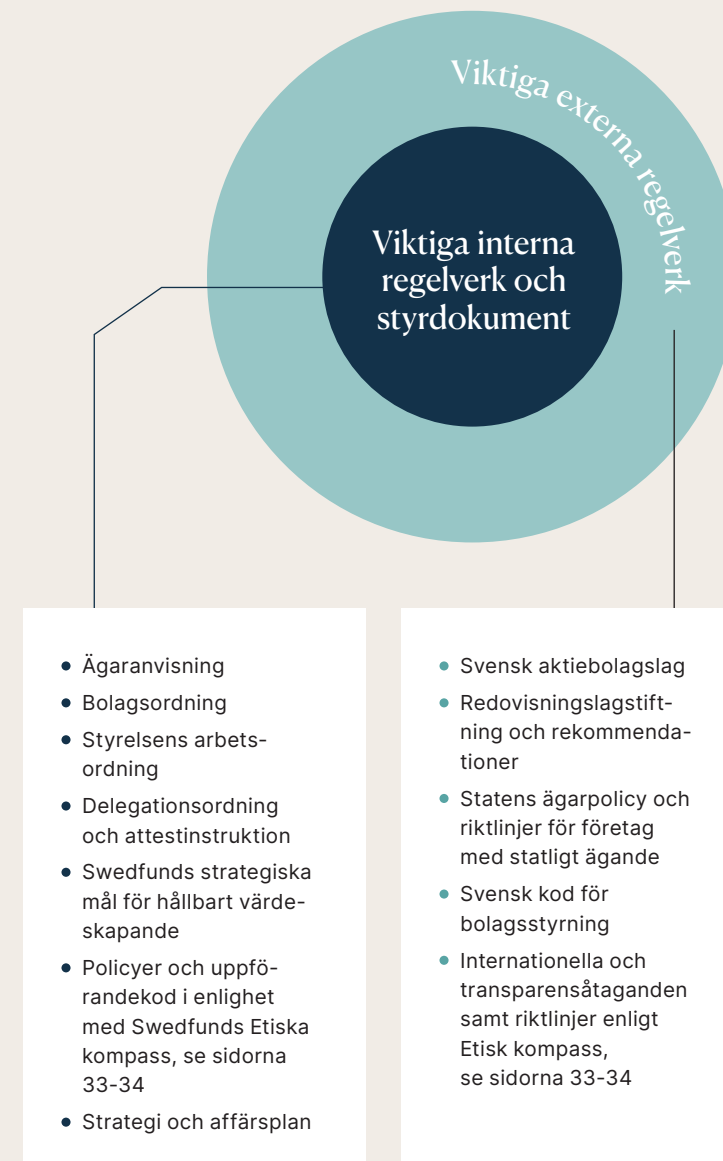 Viktiga externa regelverk
Viktiga interna
regelverk och
styrdokument
• Ägaranvisning
• Bolagsordning
• Styrelsens arbets-
ordning
• Delegationsordning
och attestinstruktion
• Swedfunds strategiska
mål för hållbart värde-
skapande
• Policyer och uppfö-
randekod i enlighet
med Swedfunds Etiska
kompass, se sidorna
33-34
• Strategi och affärsplan
• Svensk aktiebolagslag
• Redovisningslagstift-
ning och rekommenda-
tioner
• Statens ägarpolicy och
riktlinjer för företag
med statligt ägande
• Svensk kod för
bolagsstyrning
• Internationella och
transparensåtaganden
samt riktlinjer enligt
Etisk kompass,
se sidorna 33-34